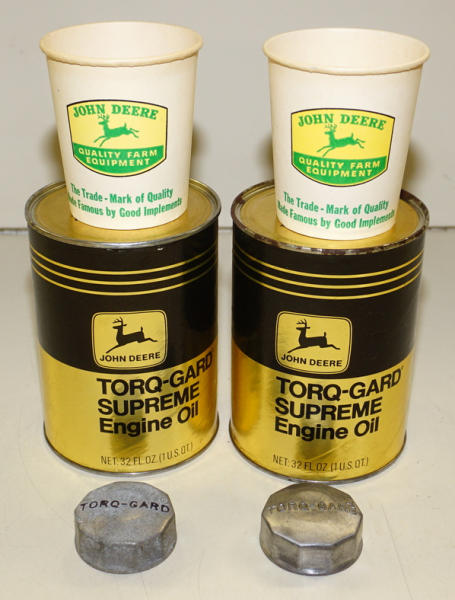 JOHN DEERE
QUALITY FARM
EQUIPMENT
The Trade-Mark of Quality
Made Famous by Good Implements
JOHN DEERE
QUALITY FARM
EQUIPMENT
The Trade-Mark of Quality
Made Famous by Good Implements
JOHN DEERE
TORQ-GARD
SUPREME
Engine Oil
NET: 32 FL. OZ. (1 U.S. QT.)
JOHN DEERE
TORQ-GARD
SUPREME
Engine Oil
NET: 32 FL. OZ. (1 U.S. QT.)
TORQ-GARD
TORQ-GARD